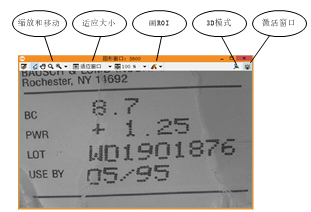 缩放和移动
适应大小
画ROI
3D模式
激活窗口
图形窗口: 3800
适应窗口
100 %
BAUSCH &
Rochester, NY 14692
BC 8.7
PWR + 1.25
LOT WD1901876
USE BY 05/95